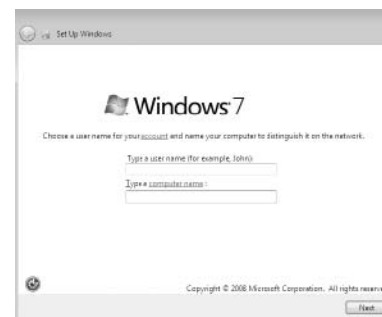 Set Up Windows
Windows 7
Choose a user name for your account and name your computer to distinguish it on the network.
Type a user name (for example, John):
Type a computer name :
Copyright © 2008 Microsoft Corporation. All rights reserve
Next